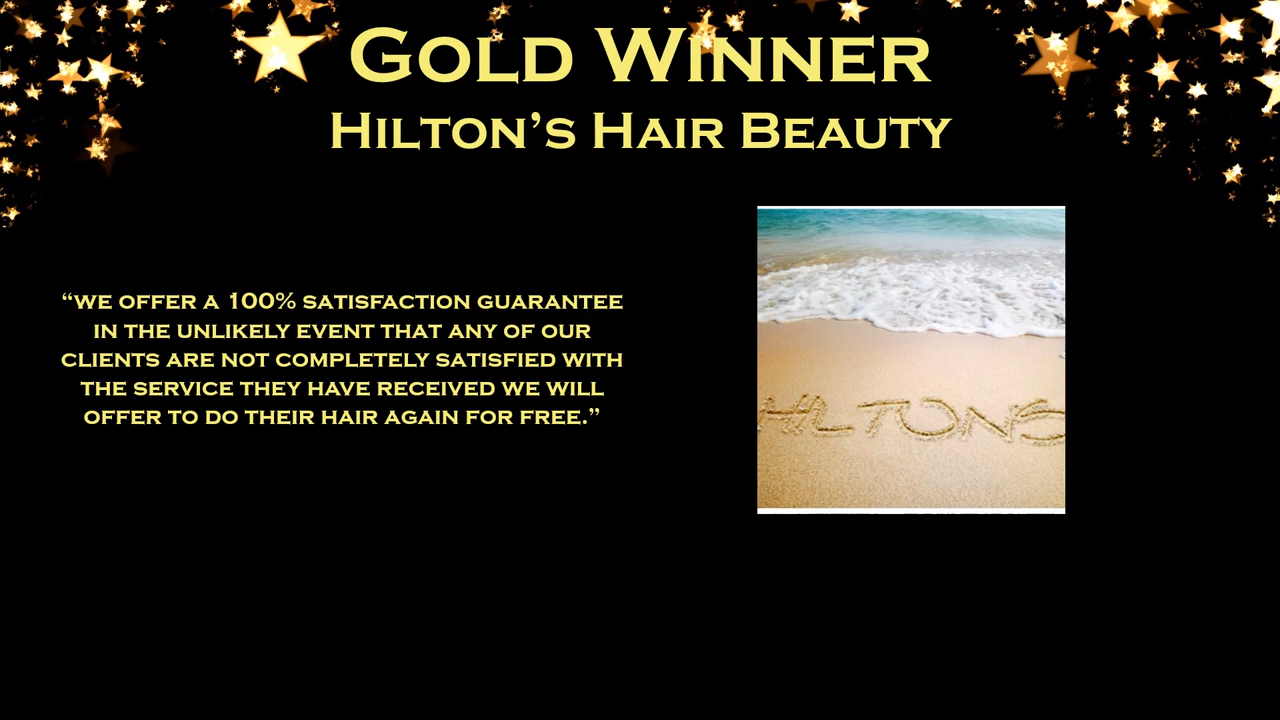 GOLD WINNER
HILTON'S HAIR BEAUTY
“WE OFFER A 100% SATISFACTION GUARANTEE
IN THE UNLIKELY EVENT THAT ANY OF OUR
CLIENTS ARE NOT COMPLETELY SATISFIED WITH
THE SERVICE THEY HAVE RECEIVED WE WILL
OFFER TO DO THEIR HAIR AGAIN FOR FREE.”
HILTONS